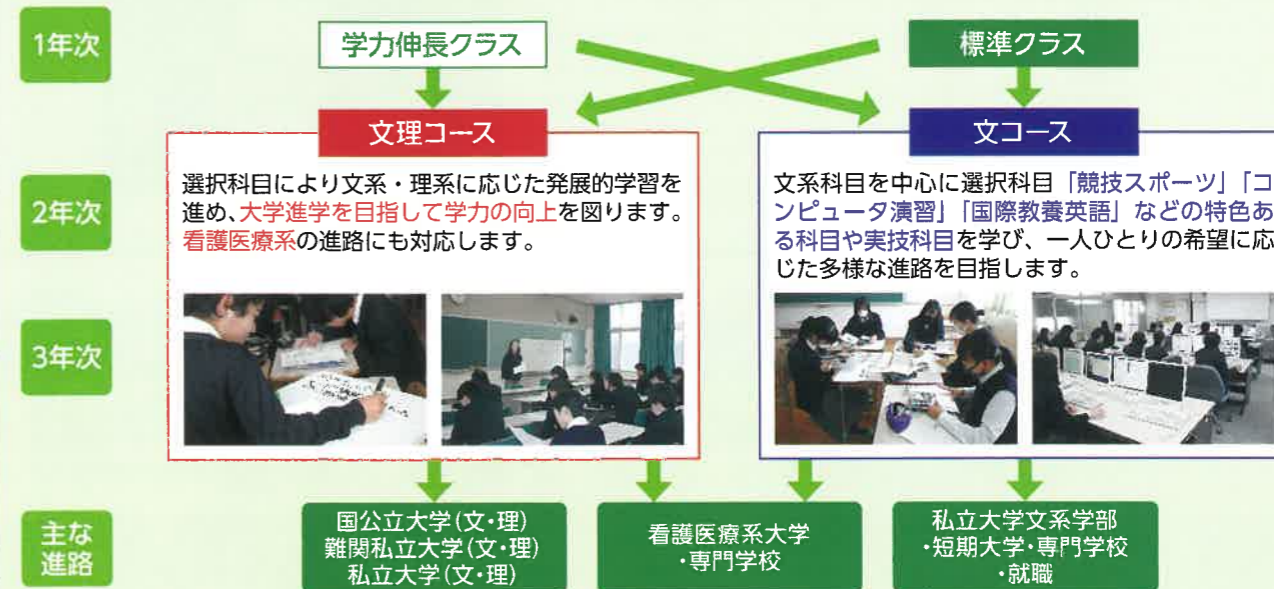 1年次
学力伸長クラス
標準クラス
文理コース
文コース
2年次
選択科目により文系・理系に応じた発展的学習を
進め、大学進学を目指して学力の向上を図ります。
看護医療系の進路にも対応します。
文系科目を中心に選択科目「競技スポーツ」「コ
ンピュータ演習」「国際教養英語」などの特色あ
る科目や実技科目を学び、一人ひとりの希望に応
じた多様な進路を目指します。
3年次
主な
進路
国公立大学(文・理)
難関私立大学(文・理)
私立大学(文・理)
看護医療系大学
・専門学校
私立大学文系学部
・短期大学・専門学校
・就職